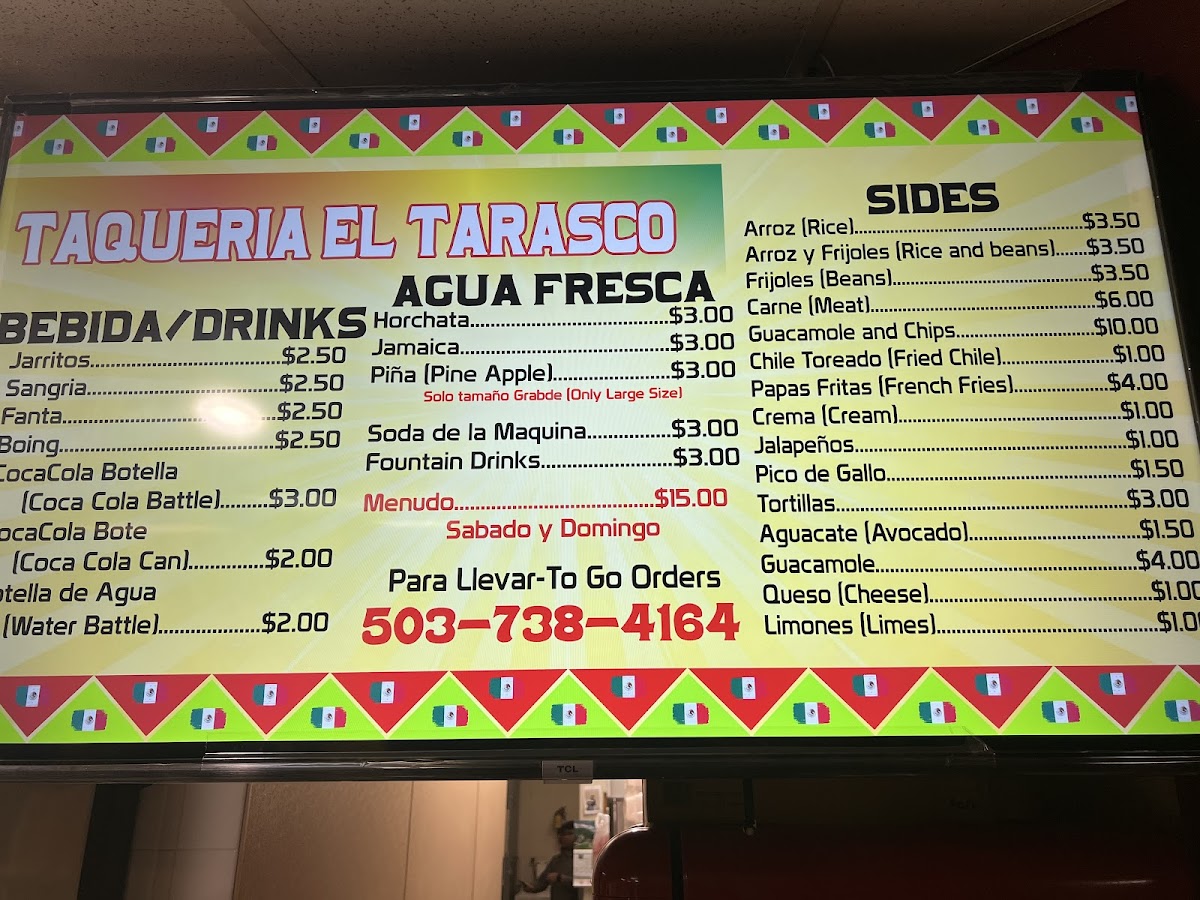 TAQUERIA EL TARASCO
BEBIDA/DRINKS
Jarritos..............................$2.50
Sangria..............................$2.50
Fanta..............................$2.50
Boing..............................$2.50
CocaCola Botella
(Coca Cola Battle).........$3.00
ocaCola Bote
(Coca Cola Can)..............$2.00
otella de Agua
(Water Battle)..................$2.00
AGUA FRESCA
Horchata..............................$3.00
Jamaica..............................$3.00
Piña (Pine Apple)..................$3.00
Solo tamaño Grabde (Only Large Size)
Soda de la Maquina..............$3.00
Fountain Drinks....................$3.00
Menudo..............................$15.00
Sabado y Domingo
Para Llevar-To Go Orders
503-738-4164
SIDES
Arroz (Rice)..............................$3.50
Arroz y Frijoles (Rice and beans)......$3.50
Frijoles (Beans)..............................$3.50
Carne (Meat)..............................$6.00
Guacamole and Chips....................$10.00
Chile Toreado (Fried Chile)..............$1.00
Papas Fritas (French Fries)..............$4.00
Crema (Cream)..............................$1.00
Jalapeños..............................$1.00
Pico de Gallo..............................$1.50
Tortillas..............................$3.00
Aguacate (Avocado)....................$1.50
Guacamole..............................$4.00
Queso (Cheese)..............................$1.00
Limones (Limes)..............................$1.00
TCL